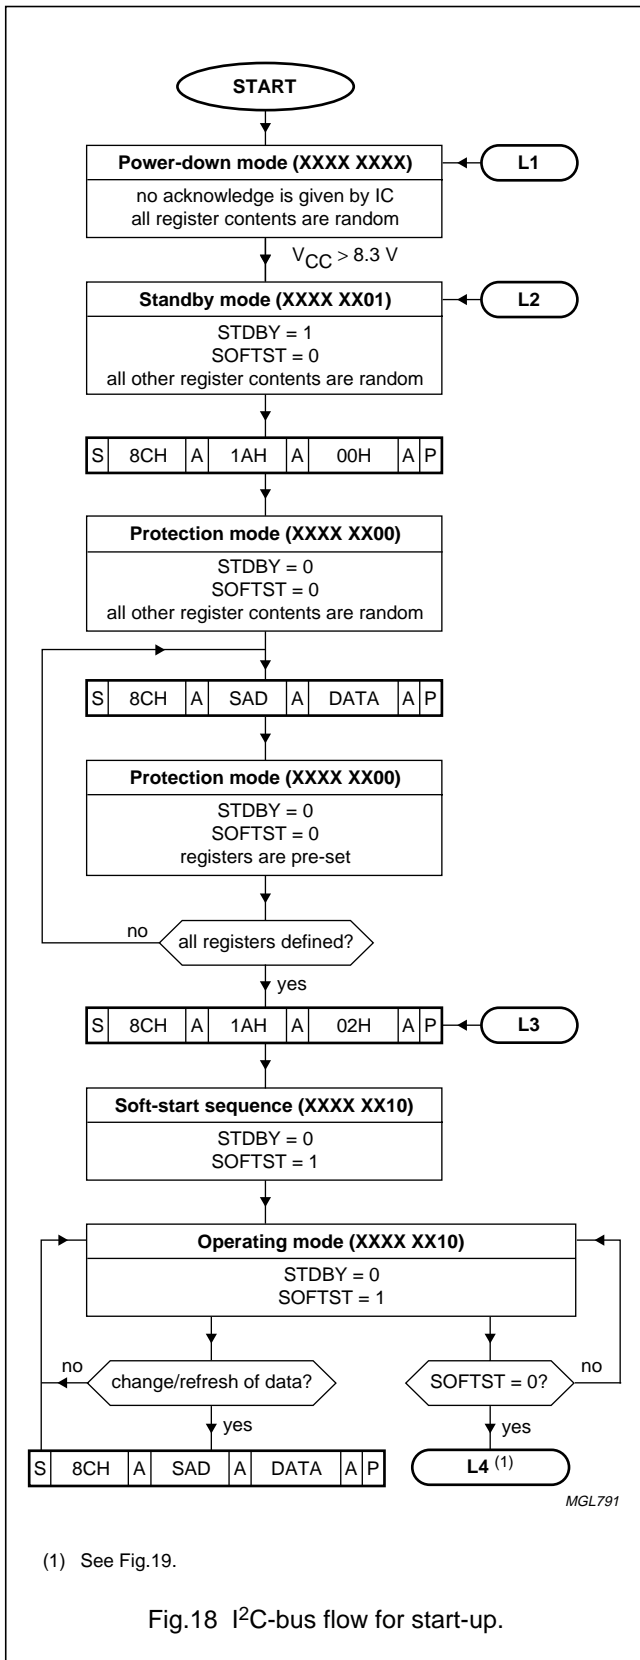 START
Power-down mode (XXXX XXXX)
L1
no acknowledge is given by IC
all register contents are random
VCC > 8.3 V
Standby mode (XXXX XX01)
L2
STDBY = 1
SOFTST = 0
all other register contents are random
S 8CH A 1AH A 00H A P
Protection mode (XXXX XX00)
STDBY = 0
SOFTST = 0
all other register contents are random
S 8CH A SAD A DATA A P
Protection mode (XXXX XX00)
STDBY = 0
SOFTST = 0
registers are pre-set
no
all registers defined?
yes
S 8CH A 1AH A 02H A P
L3
Soft-start sequence (XXXX XX10)
STDBY = 0
SOFTST = 1
Operating mode (XXXX XX10)
STDBY = 0
SOFTST = 1
no
change/refresh of data?
SOFTST = 0?
no
yes
yes
S 8CH A SAD A DATA A P
L4 (1)
MGL791
(1) See Fig.19.
Fig.18 I²C-bus flow for start-up.